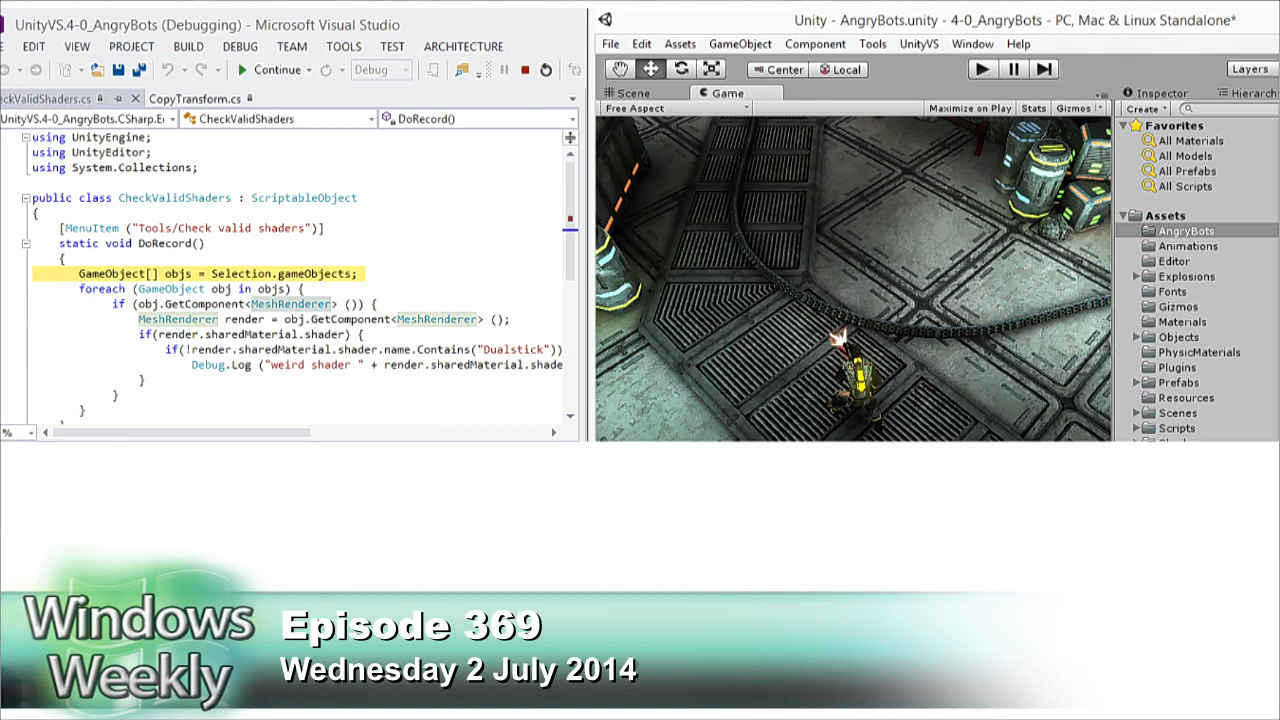 UnityVS.4-0_AngryBots (Debugging) - Microsoft Visual Studio
E EDIT VIEW PROJECT BUILD DEBUG TEAM TOOLS TEST ARCHITECTURE
Continue Debug
eckValidShaders.cs CopyTransform.cs
UnityVS.4-0_AngryBots.CSharp.E CheckValidShaders DoRecord()
using UnityEngine;
using UnityEditor;
using System.Collections;
public class CheckValidShaders : ScriptableObject
{
[MenuItem ("Tools/Check valid shaders")]
static void DoRecord()
{
GameObject[] objs = Selection.gameObjects;
foreach (GameObject obj in objs) {
if (obj.GetComponent<MeshRenderer> ()) {
MeshRenderer render = obj.GetComponent<MeshRenderer> ();
if(render.sharedMaterial.shader) {
if(!render.sharedMaterial.shader.name.Contains("Dualstick"))
Debug.Log ("weird shader " + render.sharedMaterial.shade
}
}
}
%
Unity - AngryBots.unity - 4-0_AngryBots - PC, Mac & Linux Standalone*
File Edit Assets GameObject Component Tools UnityVS Window Help
Center Local Layers
Scene Game
Free Aspect Maximize on Play Stats Gizmos
Inspector Hierarch
Create
Favorites
All Materials
All Models
All Prefabs
All Scripts
Assets
AngryBots
Animations
Editor
Explosions
Fonts
Gizmos
Materials
Objects
PhysicMaterials
Plugins
Prefabs
Resources
Scenes
Scripts
Windows
Weekly
Episode 369
Wednesday 2 July 2014